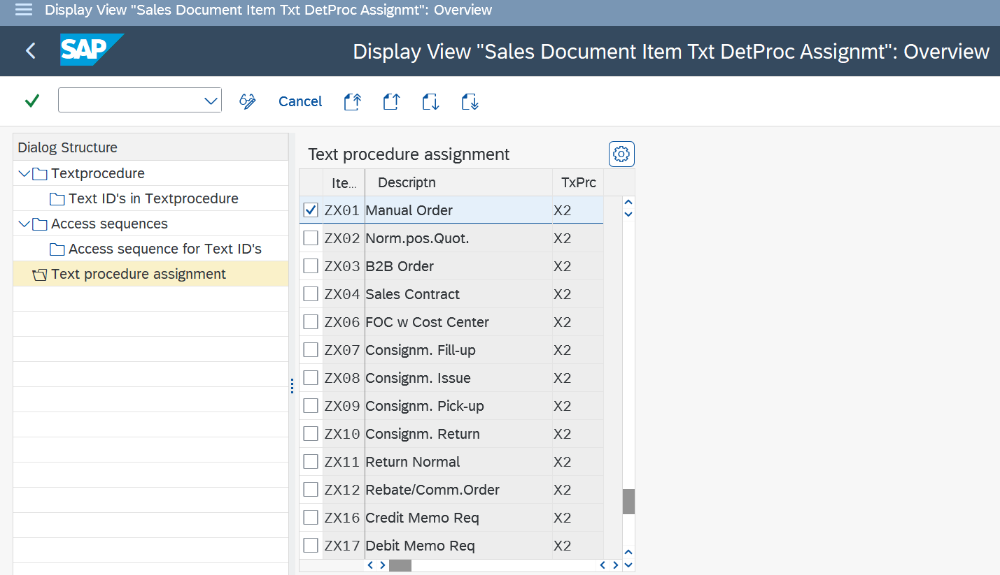 Display View "Sales Document Item Txt DetProc Assignmt": Overview
SAP
Display View "Sales Document Item Txt DetProc Assignmt": Overview
Cancel
Dialog Structure
Textprocedure
Text ID's in Textprocedure
Access sequences
Access sequence for Text ID's
Text procedure assignment
Text procedure assignment
Ite... Descriptn TxPrc
ZX01 Manual Order X2
ZX02 Norm.pos.Quot. X2
ZX03 B2B Order X2
ZX04 Sales Contract X2
ZX06 FOC w Cost Center X2
ZX07 Consignm. Fill-up X2
ZX08 Consignm. Issue X2
ZX09 Consignm. Pick-up X2
ZX10 Consignm. Return X2
ZX11 Return Normal X2
ZX12 Rebate/Comm.Order X2
ZX16 Credit Memo Req X2
ZX17 Debit Memo Req X2